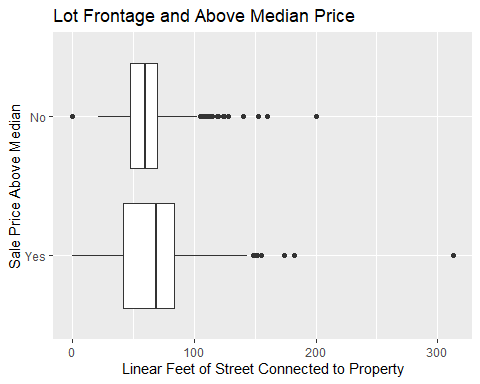 Lot Frontage and Above Median Price
Sale Price Above Median
No
Yes
0 100 200 300
Linear Feet of Street Connected to Property